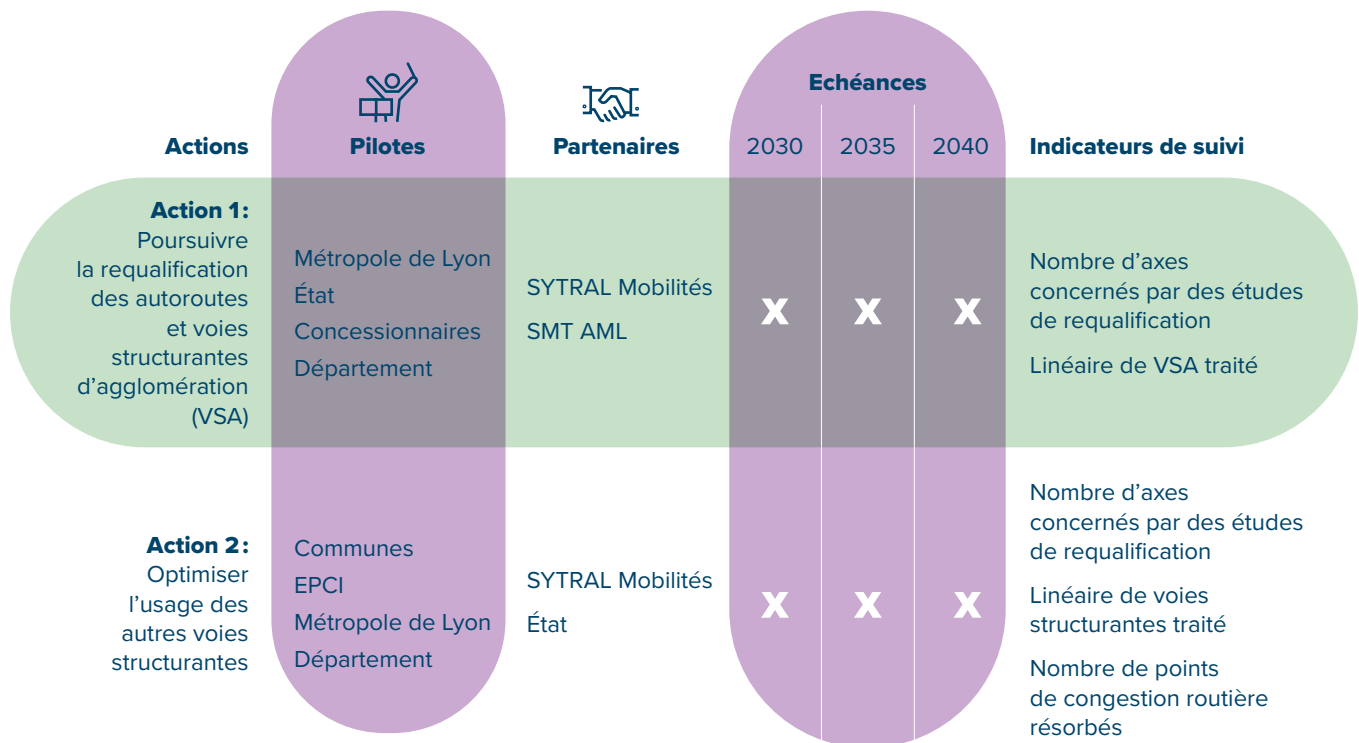 Echéances
Actions
Pilotes
Partenaires
2030
2035
2040
Indicateurs de suivi
Action 1 :
Poursuivre
la requalification
des autoroutes
et voies
structurantes
d’agglomération
(VSA)
Métropole de Lyon
État
Concessionnaires
Département
SYTRAL Mobilités
SMT AML
X
X
X
Nombre d’axes
concernés par des études
de requalification
Linéaire de VSA traité
Action 2 :
Optimiser
l’usage des
autres voies
structurantes
Communes
EPCI
Métropole de Lyon
Département
SYTRAL Mobilités
État
X
X
X
Nombre d’axes
concernés par des études
de requalification
Linéaire de voies
structurantes traité
Nombre de points
de congestion routière
résorbés